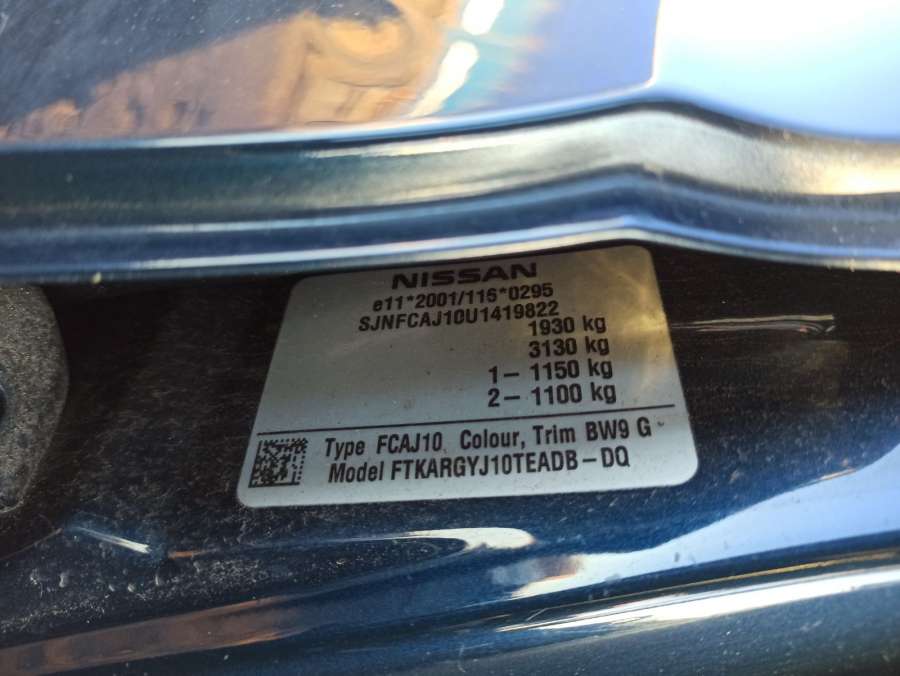 NISSAN
e11*2001/116*0295
SJNFCAJ10U1419822
1930 kg
3130 kg
1- 1150 kg
2- 1100 kg
Type FCAJ10 Colour, Trim BW9 G
Model FTKARGYJ10TEADB-DQ